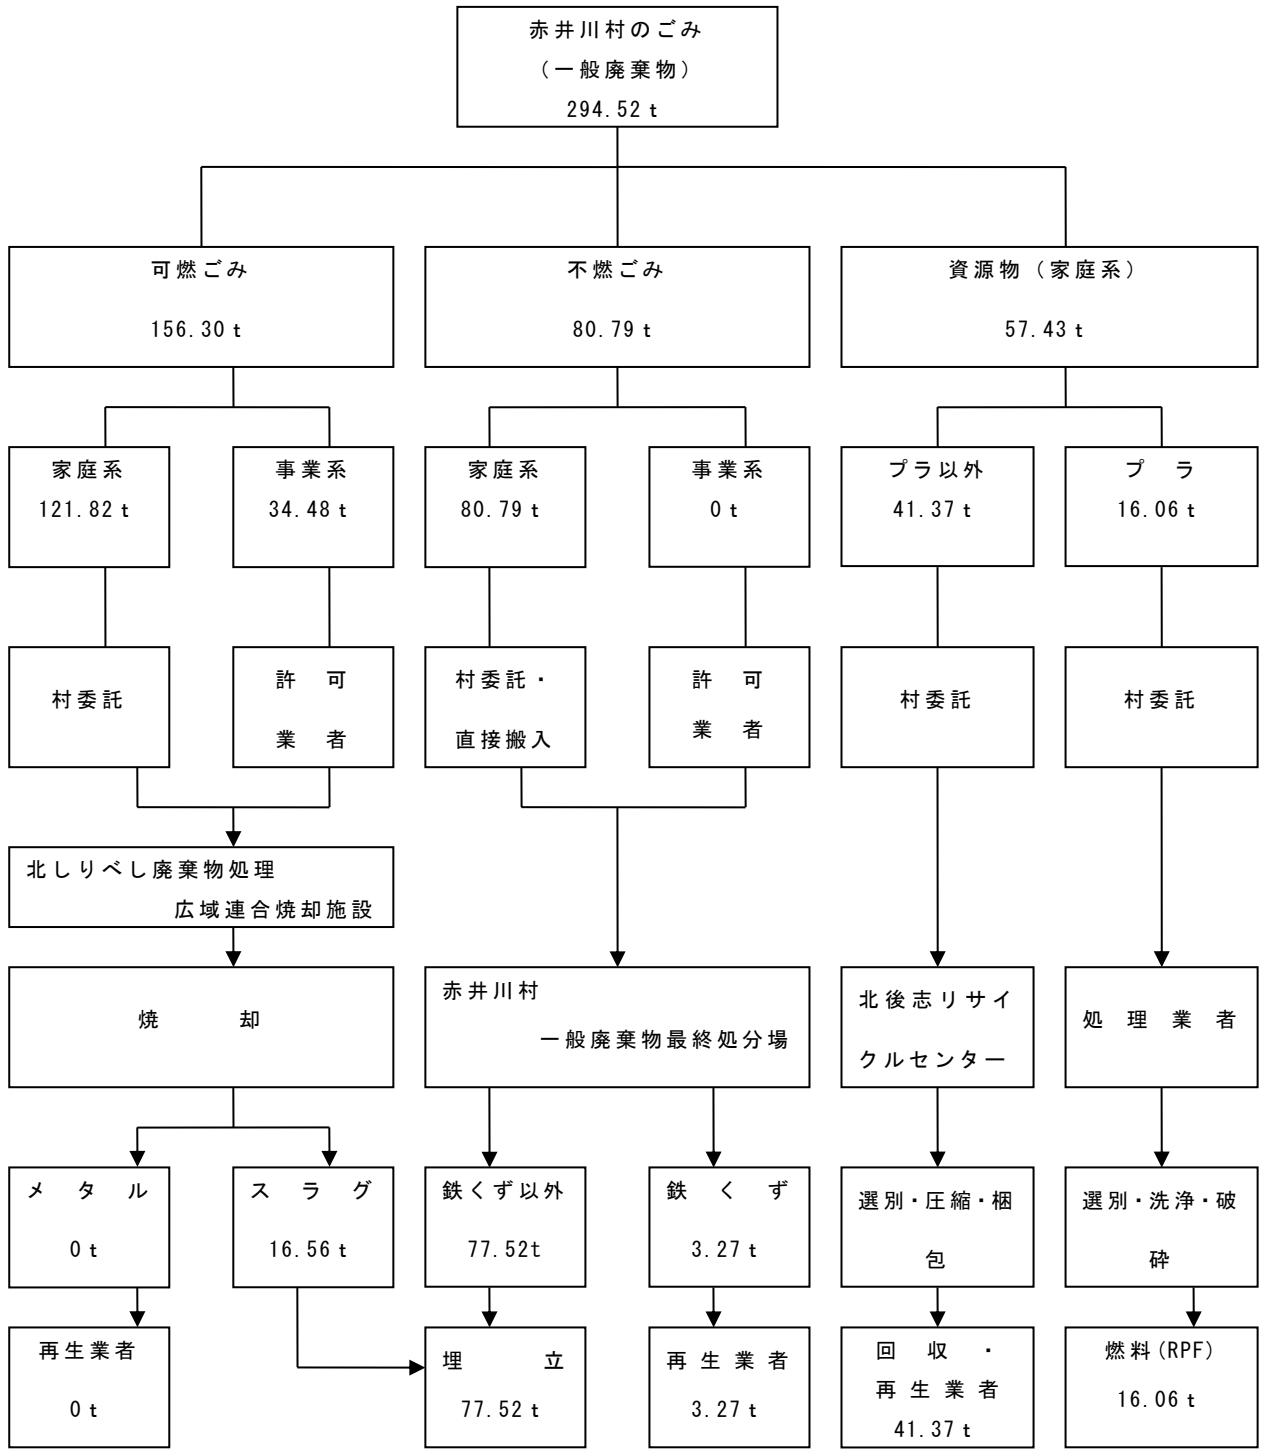 赤井川村のごみ
（一般廃棄物）
294.52ｔ
可燃ごみ
156.30ｔ
不燃ごみ
80.79ｔ
資源物（家庭系）
57.43ｔ
家庭系
121.82ｔ
事業系
34.48ｔ
家庭系
80.79ｔ
事業系
0ｔ
プラ以外
41.37ｔ
プラ
16.06ｔ
村委託
許可
業者
村委託・
直接搬入
許可
業者
村委託
村委託
北しりべし廃棄物処理
広域連合焼却施設
焼却
赤井川村
一般廃棄物最終処分場
北後志リサイ
クルセンター
処理業者
メタル
0ｔ
スラグ
16.56ｔ
鉄くず以外
77.52t
鉄くず
3.27ｔ
選別・圧縮・梱
包
選別・洗浄・破
砕
再生業者
0ｔ
埋立
77.52ｔ
再生業者
3.27ｔ
回収・
再生業者
41.37ｔ
燃料(RPF)
16.06ｔ